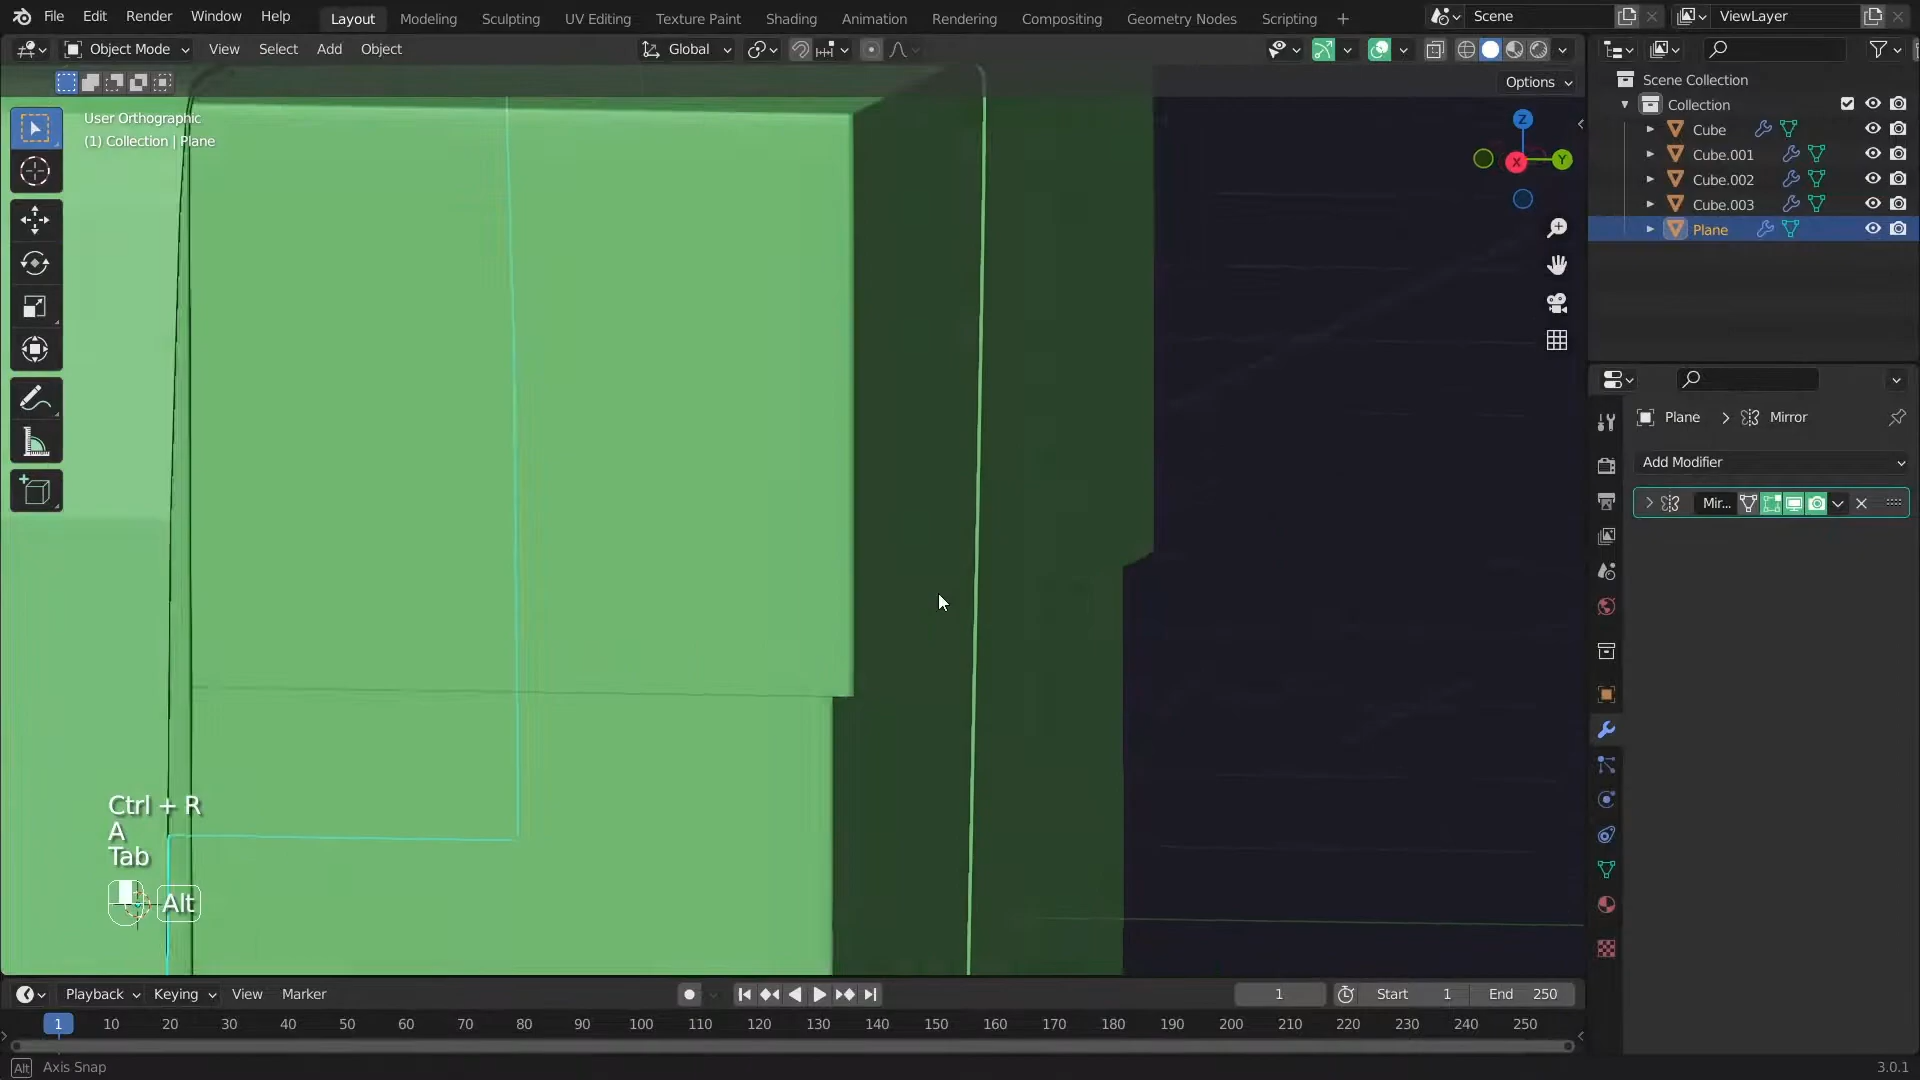 File Edit Render Window Help Layout Modeling Sculpting UV Editing Texture Paint Shading Animation Rendering Compositing Geometry Nodes Scripting + Scene ViewLayer
Object Mode View Select Add Object Global
Options
User Orthographic
(1) Collection | Plane
Z
X
Y
Scene Collection
Collection
Cube
Cube.001
Cube.002
Cube.003
Plane
Plane > Mirror
Add Modifier
Mir...
Ctrl + R
A
Tab
Alt
Playback Keying View Marker 1 Start 1 End 250
1 10 20 30 40 50 60 70 80 90 100 110 120 130 140 150 160 170 180 190 200 210 220 230 240 250
Alt Axis Snap 3.0.1